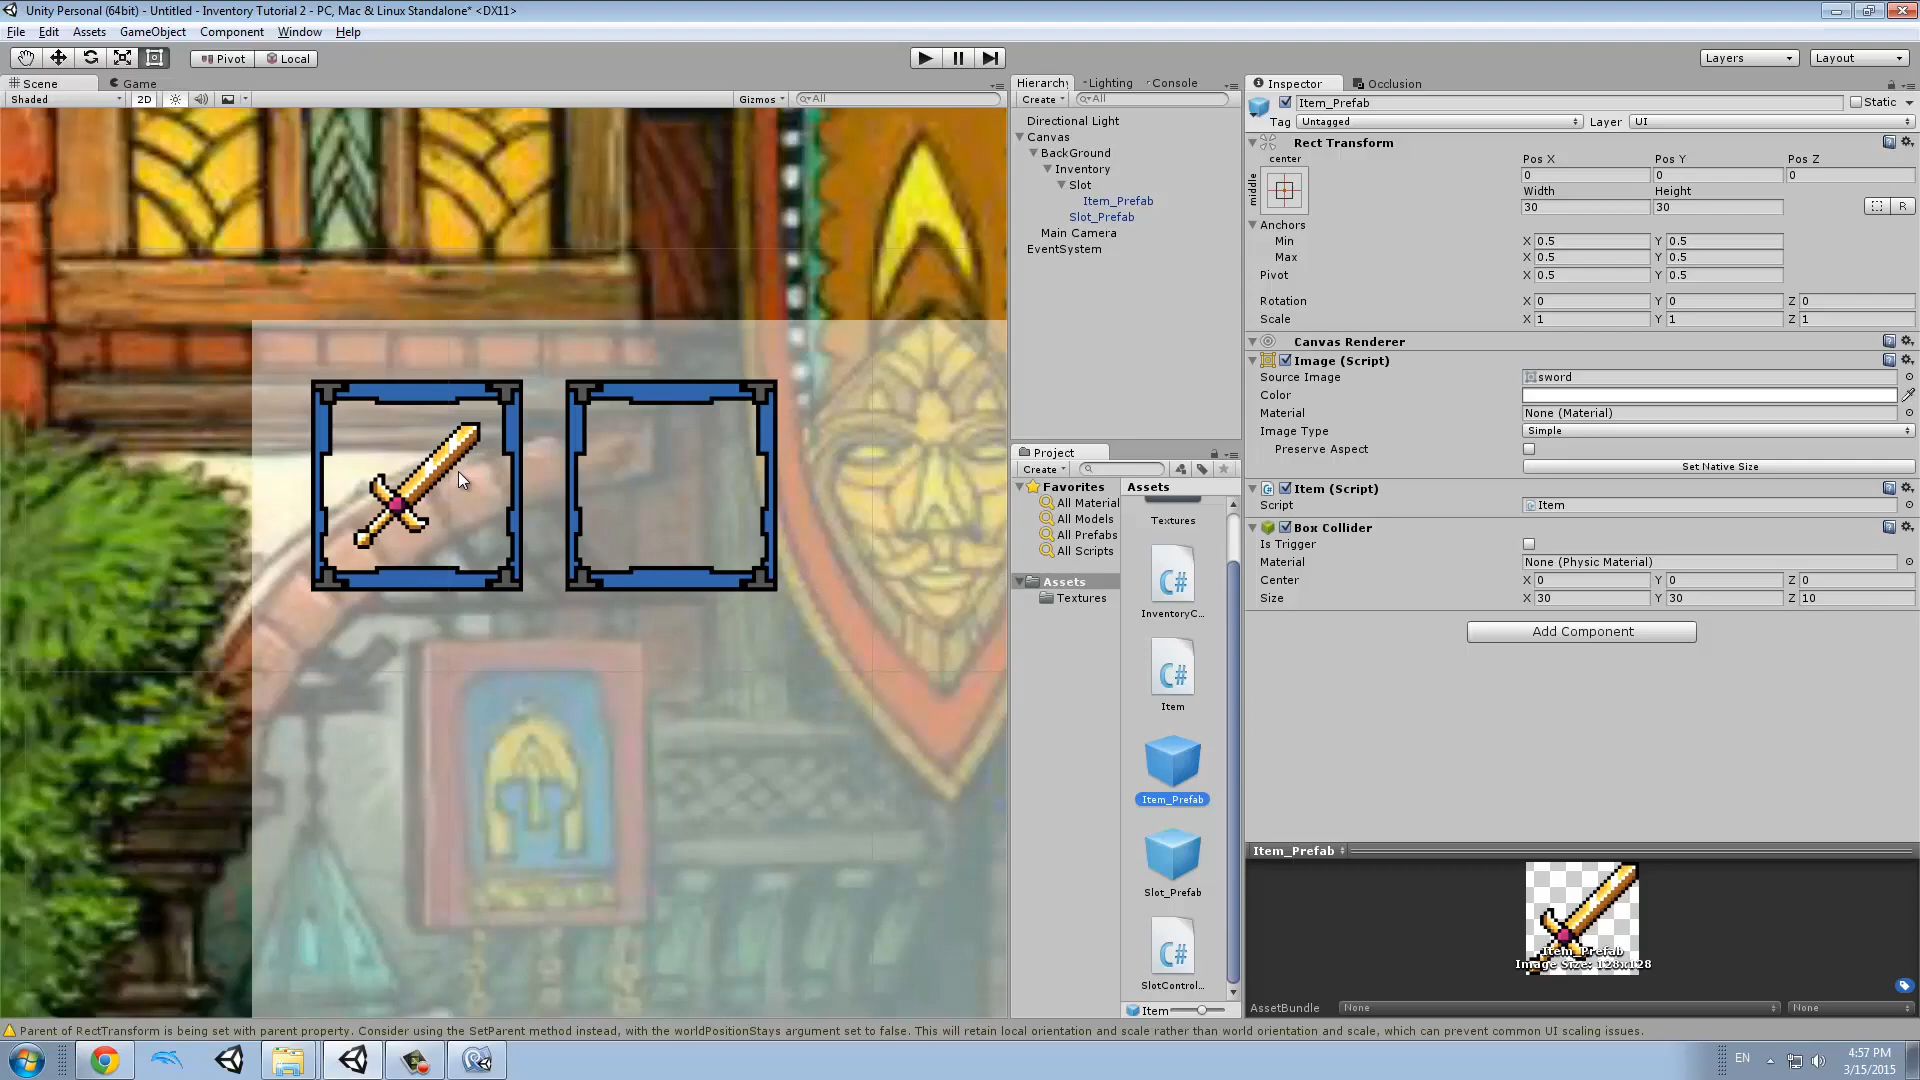 Unity Personal (64bit) - Untitled - Inventory Tutorial 2 - PC, Mac & Linux Standalone* <DX11>
File Edit Assets GameObject Component Window Help
Pivot Local Layers Layout
Scene Game
Shaded 2D Gizmos All
Hierarchy Lighting Console
Create All
Directional Light
Canvas
BackGround
Inventory
Slot
Item_Prefab
Slot_Prefab
Main Camera
EventSystem
Project
Create
Favorites
All Material
All Models
All Prefabs
All Scripts
Assets
Textures
Assets
Textures
InventoryC...
Item
Item_Prefab
Slot_Prefab
SlotControl...
Item
Inspector Occlusion
Item_Prefab Static
Tag Untagged Layer UI
Rect Transform
center Pos X Pos Y Pos Z
middle 0 0 0
Width Height
30 30 R
Anchors
Min X 0.5 Y 0.5
Max X 0.5 Y 0.5
Pivot X 0.5 Y 0.5
Rotation X 0 Y 0 Z 0
Scale X 1 Y 1 Z 1
Canvas Renderer
Image (Script)
Source Image sword
Color
Material None (Material)
Image Type Simple
Preserve Aspect
Set Native Size
Item (Script)
Script Item
Box Collider
Is Trigger
Material None (Physic Material)
Center X 0 Y 0 Z 0
Size X 30 Y 30 Z 10
Add Component
Item_Prefab
Item_Prefab
Image Size: 128x128
AssetBundle None None
Parent of RectTransform is being set with parent property. Consider using the SetParent method instead, with the worldPositionStays argument set to false. This will retain local orientation and scale rather than world orientation and scale, which can prevent common UI scaling issues.
EN
4:57 PM
3/15/2015